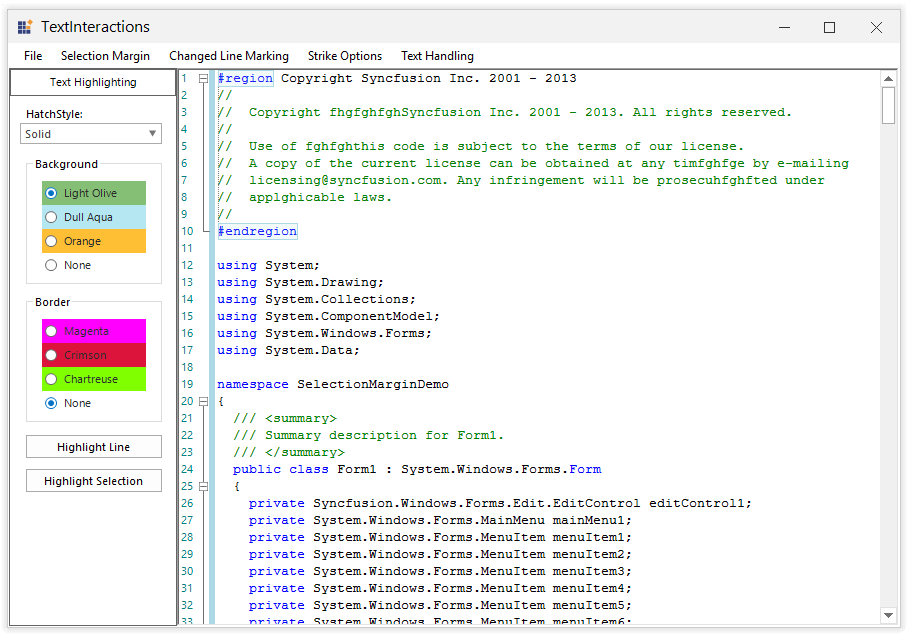 TextInteractions
File Selection Margin Changed Line Marking Strike Options Text Handling
Text Highlighting
HatchStyle:
Solid
Background
Light Olive
Dull Aqua
Orange
None
Border
Magenta
Crimson
Chartreuse
None
Highlight Line
Highlight Selection
1 #region Copyright Syncfusion Inc. 2001 - 2013
2 //
3 //  Copyright fhgfghfghSyncfusion Inc. 2001 - 2013. All rights reserved.
4 //
5 //  Use of fghfghthis code is subject to the terms of our license.
6 //  A copy of the current license can be obtained at any timfghfge by e-mailing
7 //  licensing@syncfusion.com. Any infringement will be prosecuhfghfted under
8 //  applghicable laws.
9 //
10 #endregion
11
12 using System;
13 using System.Drawing;
14 using System.Collections;
15 using System.ComponentModel;
16 using System.Windows.Forms;
17 using System.Data;
18
19 namespace SelectionMarginDemo
20 {
21 /// <summary>
22 /// Summary description for Form1.
23 /// </summary>
24 public class Form1 : System.Windows.Forms.Form
25 {
26 private Syncfusion.Windows.Forms.Edit.EditControl editControl1;
27 private System.Windows.Forms.MainMenu mainMenu1;
28 private System.Windows.Forms.MenuItem menuItem1;
29 private System.Windows.Forms.MenuItem menuItem2;
30 private System.Windows.Forms.MenuItem menuItem3;
31 private System.Windows.Forms.MenuItem menuItem4;
32 private System.Windows.Forms.MenuItem menuItem5;
33 private System.Windows.Forms.MenuItem menuItem6;